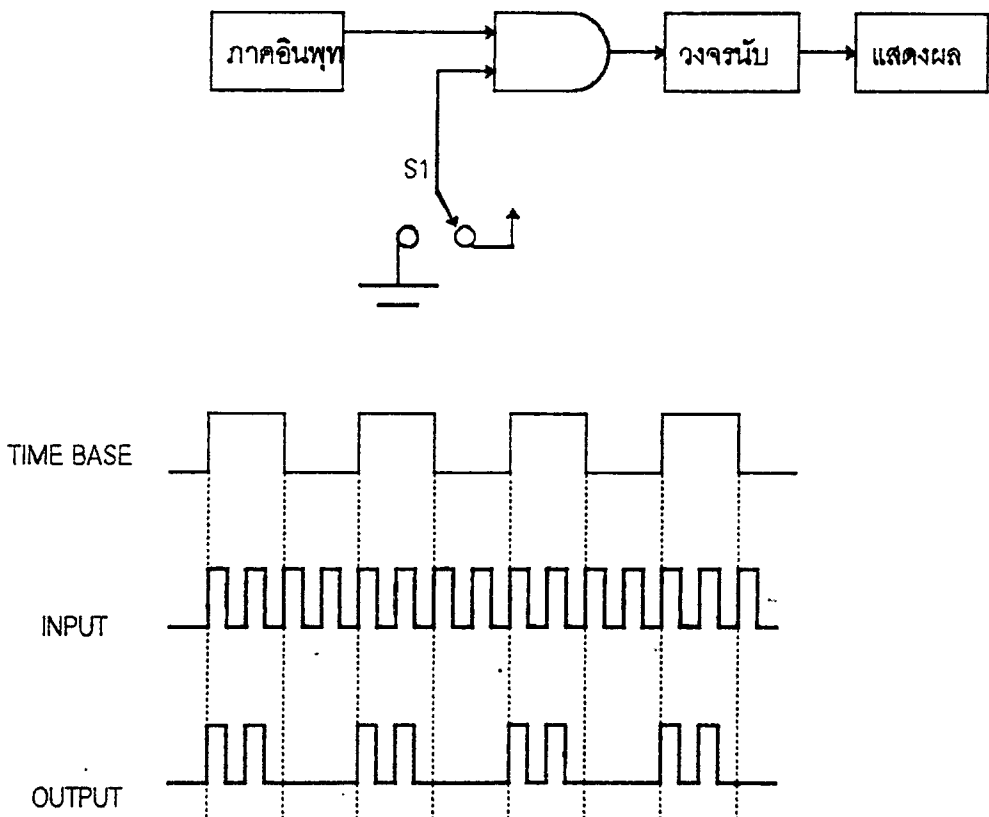 ภาคอินพุท
วงจรนับ
แสดงผล
S1
TIME BASE
INPUT
OUTPUT